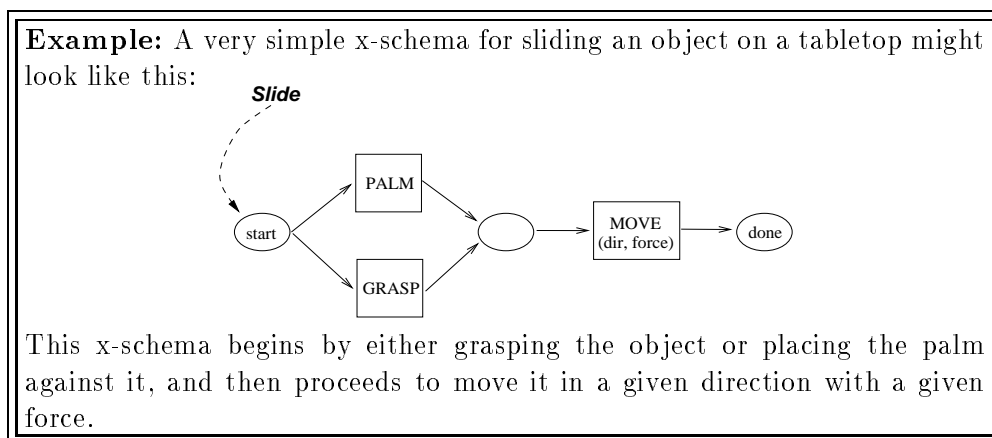 Example: A very simple x-schema for sliding an object on a tabletop might
look like this:
Slide
PALM
start
MOVE
(dir, force)
done
GRASP
This x-schema begins by either grasping the object or placing the palm
against it, and then proceeds to move it in a given direction with a given
force.